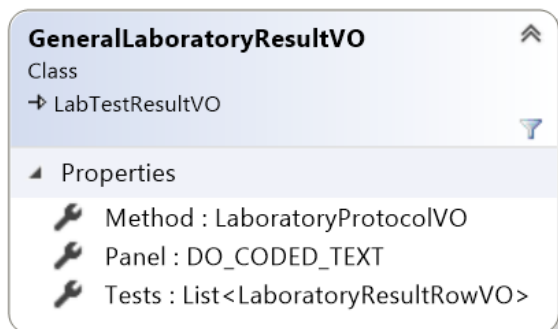 GeneralLaboratoryResultVO
Class
LabTestResultVO
Properties
Method : LaboratoryProtocolVO
Panel : DO_CODED_TEXT
Tests : List<LaboratoryResultRowVO>